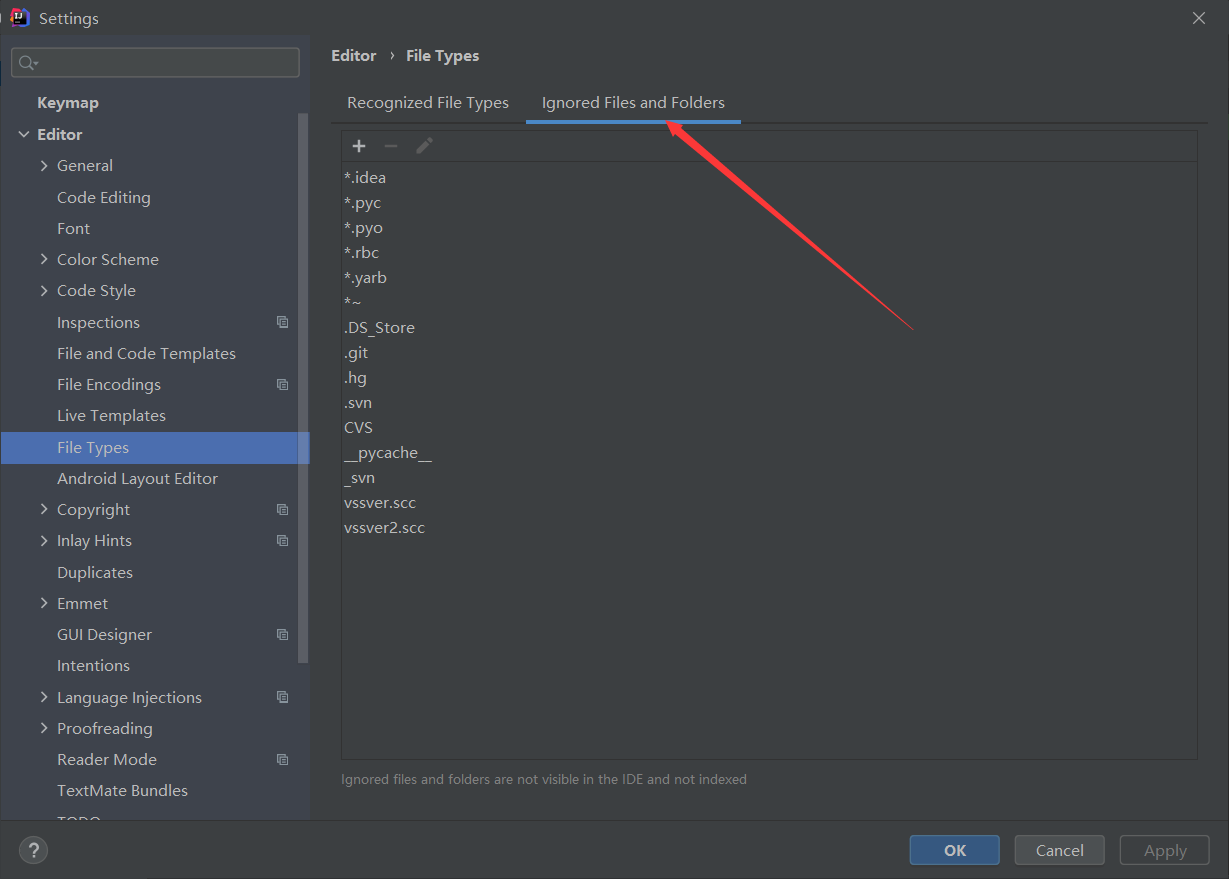 Settings
Keymap
Editor
General
Code Editing
Font
Color Scheme
Code Style
Inspections
File and Code Templates
File Encodings
Live Templates
File Types
Android Layout Editor
Copyright
Inlay Hints
Duplicates
Emmet
GUI Designer
Intentions
Language Injections
Proofreading
Reader Mode
TextMate Bundles
TODO
Editor › File Types
Recognized File Types Ignored Files and Folders
*.idea
*.pyc
*.pyo
*.rbc
*.yarb
*~
.DS_Store
.git
.hg
.svn
CVS
__pycache__
_svn
vssver.scc
vssver2.scc
Ignored files and folders are not visible in the IDE and not indexed
? OK Cancel Apply